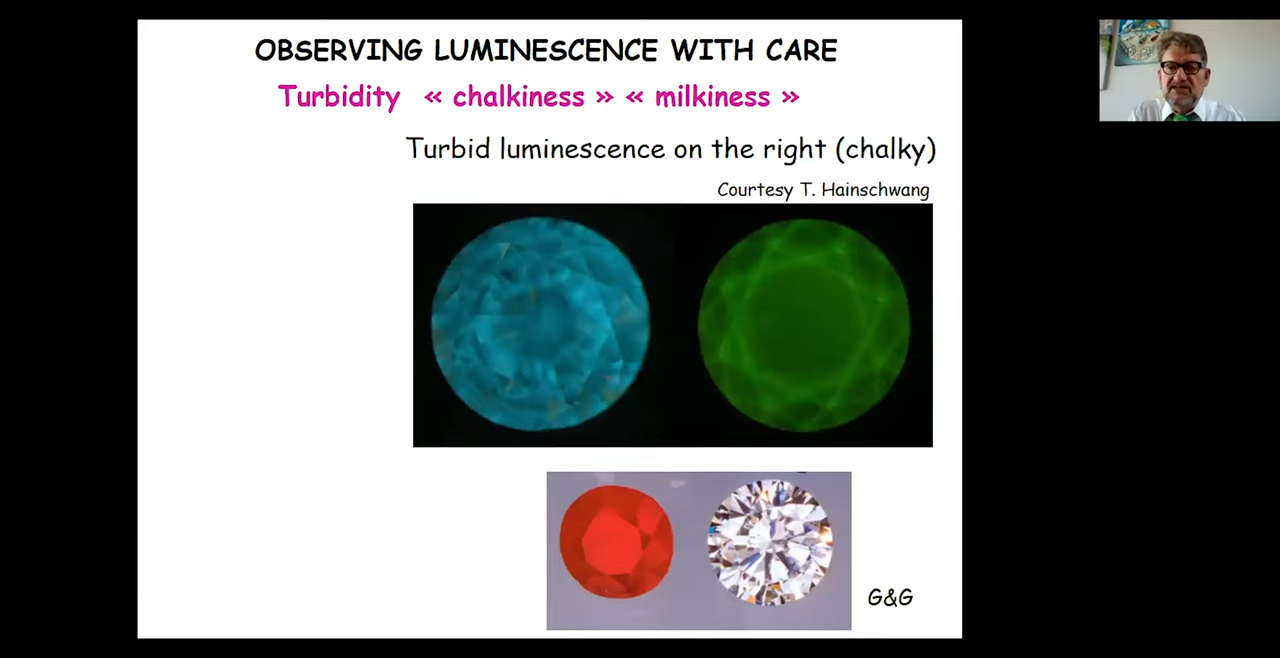 OBSERVING LUMINESCENCE WITH CARE
Turbidity « chalkiness » « milkiness »
Turbid luminescence on the right (chalky)
Courtesy T. Hainschwang
G&G